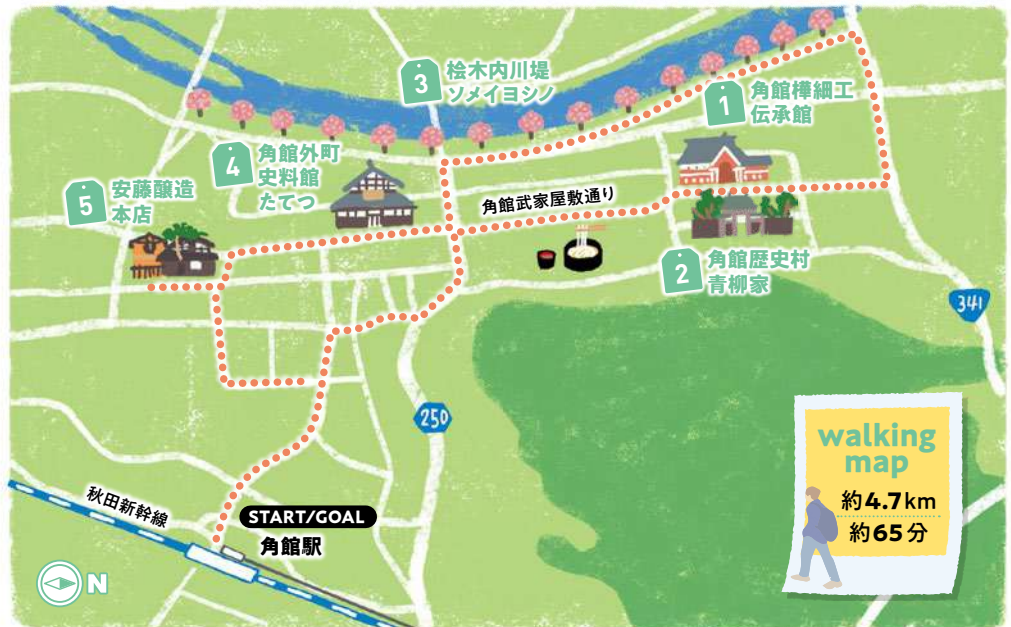 3
桧木内川堤
ソメイヨシノ
1
角館樺細工
伝承館
4
角館外町
史料館
たてつ
5
安藤醸造
本店
角館武家屋敷通り
2
角館歴史村
青柳家
341
250
walking
map
約4.7km
約65分
秋田新幹線
START/GOAL
角館駅
N